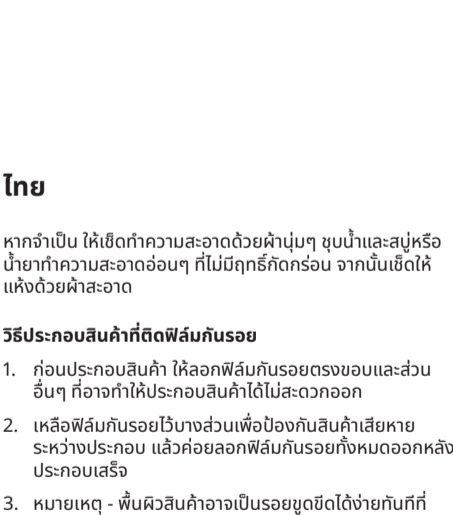 ไทย
หากจำเป็น ให้เช็ดทำความสะอาดด้วยผ้านุ่มๆ ชุบน้ำและสบู่หรือ
น้ำยาทำความสะอาดอ่อนๆ ที่ไม่มีฤทธิ์กัดกร่อน จากนั้นเช็ดให้
แห้งด้วยผ้าสะอาด
วิธีประกอบสินค้าที่ติดฟิล์มกันรอย
1. ก่อนประกอบสินค้า ให้ลอกฟิล์มกันรอยตรงขอบและส่วน
อื่นๆ ที่อาจทำให้ประกอบสินค้าได้ไม่สะดวกออก
2. เหลือฟิล์มกันรอยไว้บางส่วนเพื่อป้องกันสินค้าเสียหาย
ระหว่างประกอบ แล้วค่อยลอกฟิล์มกันรอยทั้งหมดออกหลัง
ประกอบเสร็จ
3. หมายเหตุ - พื้นผิวสินค้าอาจเป็นรอยขูดขีดได้ง่ายทันทีที่